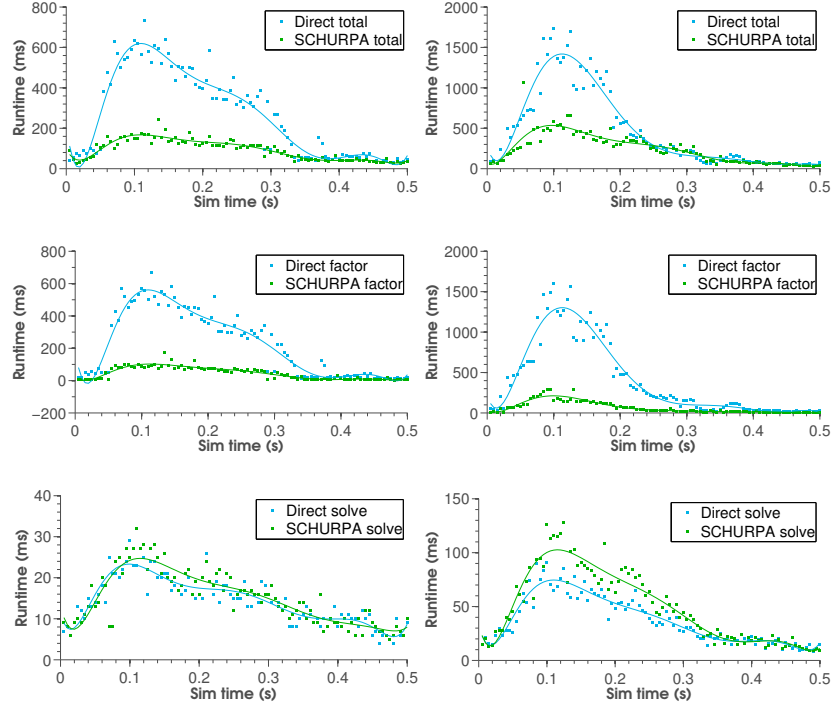 800
600
400
200
0
Runtime (ms)
0
0.1
0.2
0.3
0.4
0.5
Sim time (s)
Direct total
SCHURPA total
2000
1500
1000
500
0
Runtime (ms)
0
0.1
0.2
0.3
0.4
0.5
Sim time (s)
Direct total
SCHURPA total
800
600
400
200
0
−200
Runtime (ms)
0
0.1
0.2
0.3
0.4
0.5
Sim time (s)
Direct factor
SCHURPA factor
2000
1500
1000
500
0
Runtime (ms)
0
0.1
0.2
0.3
0.4
0.5
Sim time (s)
Direct factor
SCHURPA factor
40
30
20
10
0
Runtime (ms)
0
0.1
0.2
0.3
0.4
0.5
Sim time (s)
Direct solve
SCHURPA solve
150
100
50
0
Runtime (ms)
0
0.1
0.2
0.3
0.4
0.5
Sim time (s)
Direct solve
SCHURPA solve